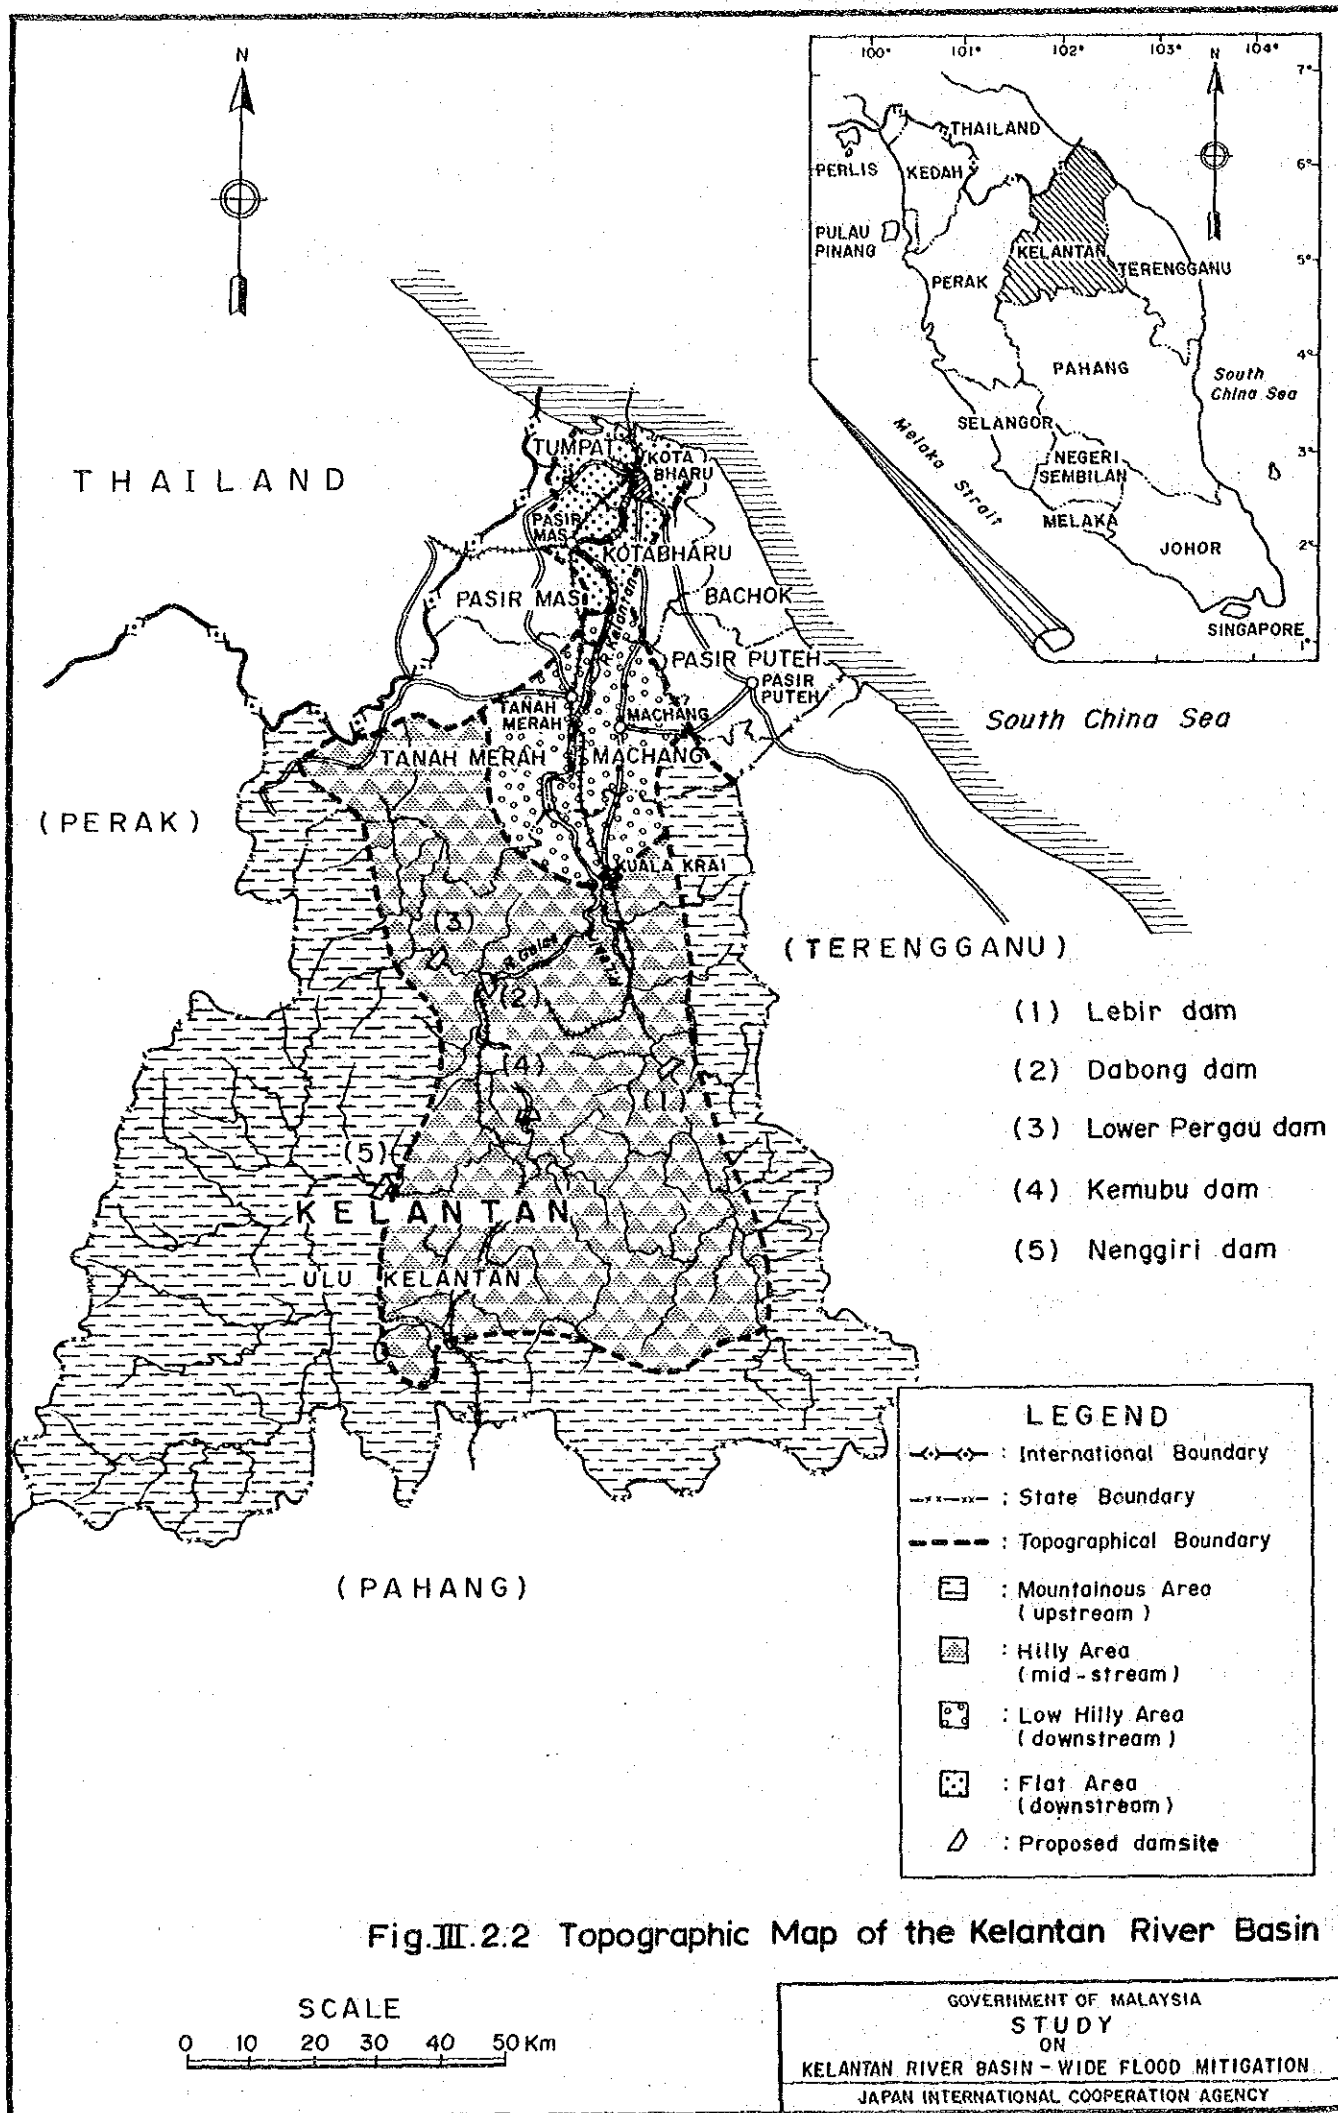 N
100° 101° 102° 103° 104°
7°
6°
5°
4°
3°
2°
1°
N
THAILAND
PERLIS
KEDAH
PULAU
PINANG
KELANTAN
PERAK
TERENGGANU
PAHANG
South
China Sea
SELANGOR
Melaka Strait
NEGERI
SEMBILAN
MELAKA
JOHOR
SINGAPORE
THAILAND
TUMPAT
KOTA
BHARU
PASIR
MAS
KOTABHARU
PASIR MAS
BACHOK
R. Kelantan
PASIR PUTEH
PASIR
PUTEH
TANAH
MERAH
MACHANG
South China Sea
TANAH MERAH
MACHANG
(PERAK)
KUALA KRAI
(3)
R. Galas
(TERENGGANU)
(2)
(4)
(1)
(5)
KELANTAN
ULU KELANTAN
(PAHANG)
(1) Lebir dam
(2) Dabong dam
(3) Lower Pergau dam
(4) Kemubu dam
(5) Nenggiri dam
LEGEND
: International Boundary
: State Boundary
: Topographical Boundary
: Mountainous Area
(upstream)
: Hilly Area
(mid-stream)
: Low Hilly Area
(downstream)
: Flat Area
(downstream)
: Proposed damsite
Fig.III.2.2 Topographic Map of the Kelantan River Basin
SCALE
0 10 20 30 40 50 Km
GOVERNMENT OF MALAYSIA
STUDY
ON
KELANTAN RIVER BASIN-WIDE FLOOD MITIGATION
JAPAN INTERNATIONAL COOPERATION AGENCY